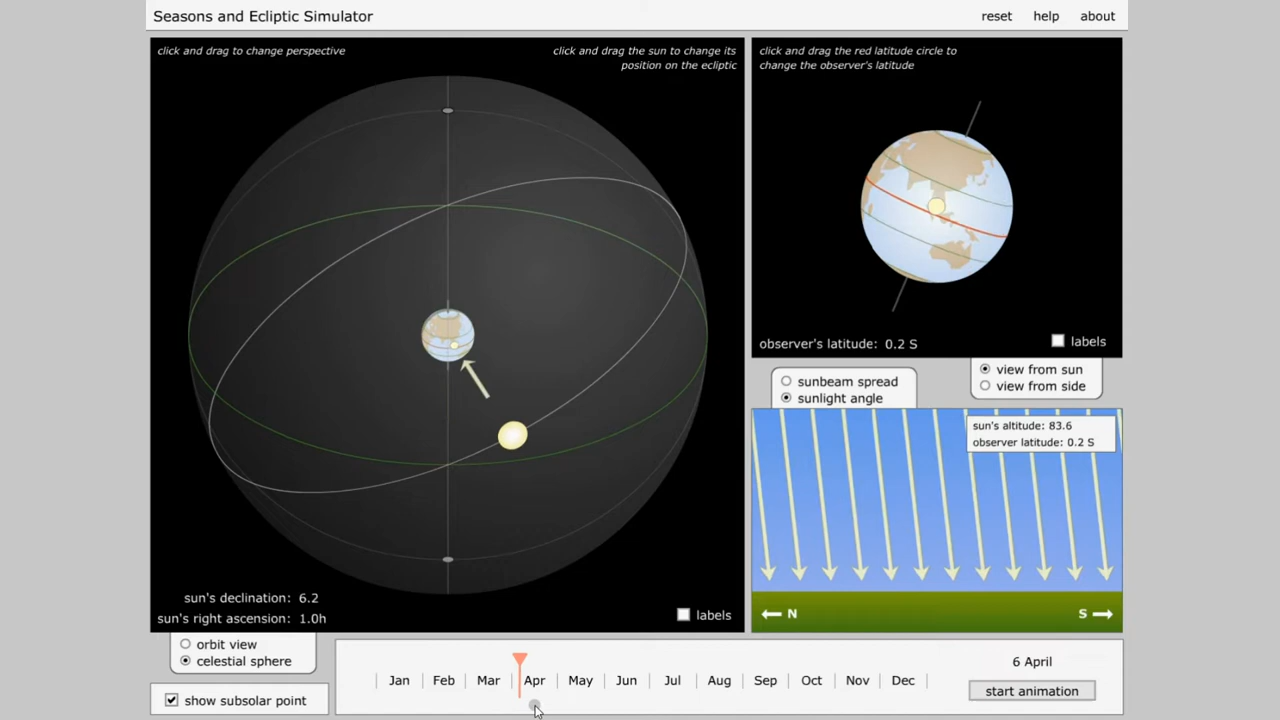 Seasons and Ecliptic Simulator
reset help about
click and drag to change perspective
click and drag the sun to change its
position on the ecliptic
click and drag the red latitude circle to
change the observer's latitude
observer's latitude: 0.2 S
labels
view from sun
view from side
sunbeam spread
sunlight angle
sun's altitude: 83.6
observer latitude: 0.2 S
N
S
sun's declination: 6.2
sun's right ascension: 1.0h
labels
orbit view
celestial sphere
show subsolar point
Jan Feb Mar Apr May Jun Jul Aug Sep Oct Nov Dec
6 April
start animation